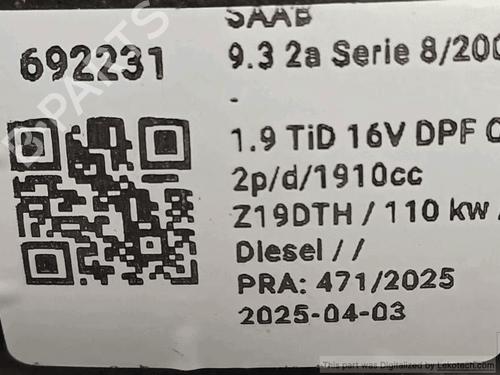 SAAB
692231
9.3 2a Serie 8/200
-
1.9 TiD 16V DPF C
2p/d/1910cc
Z19DTH / 110 kw /
Diesel / /
PRA: 471/2025
2025-04-03
B PARTS
This part was Digitalized by Lekotech.com